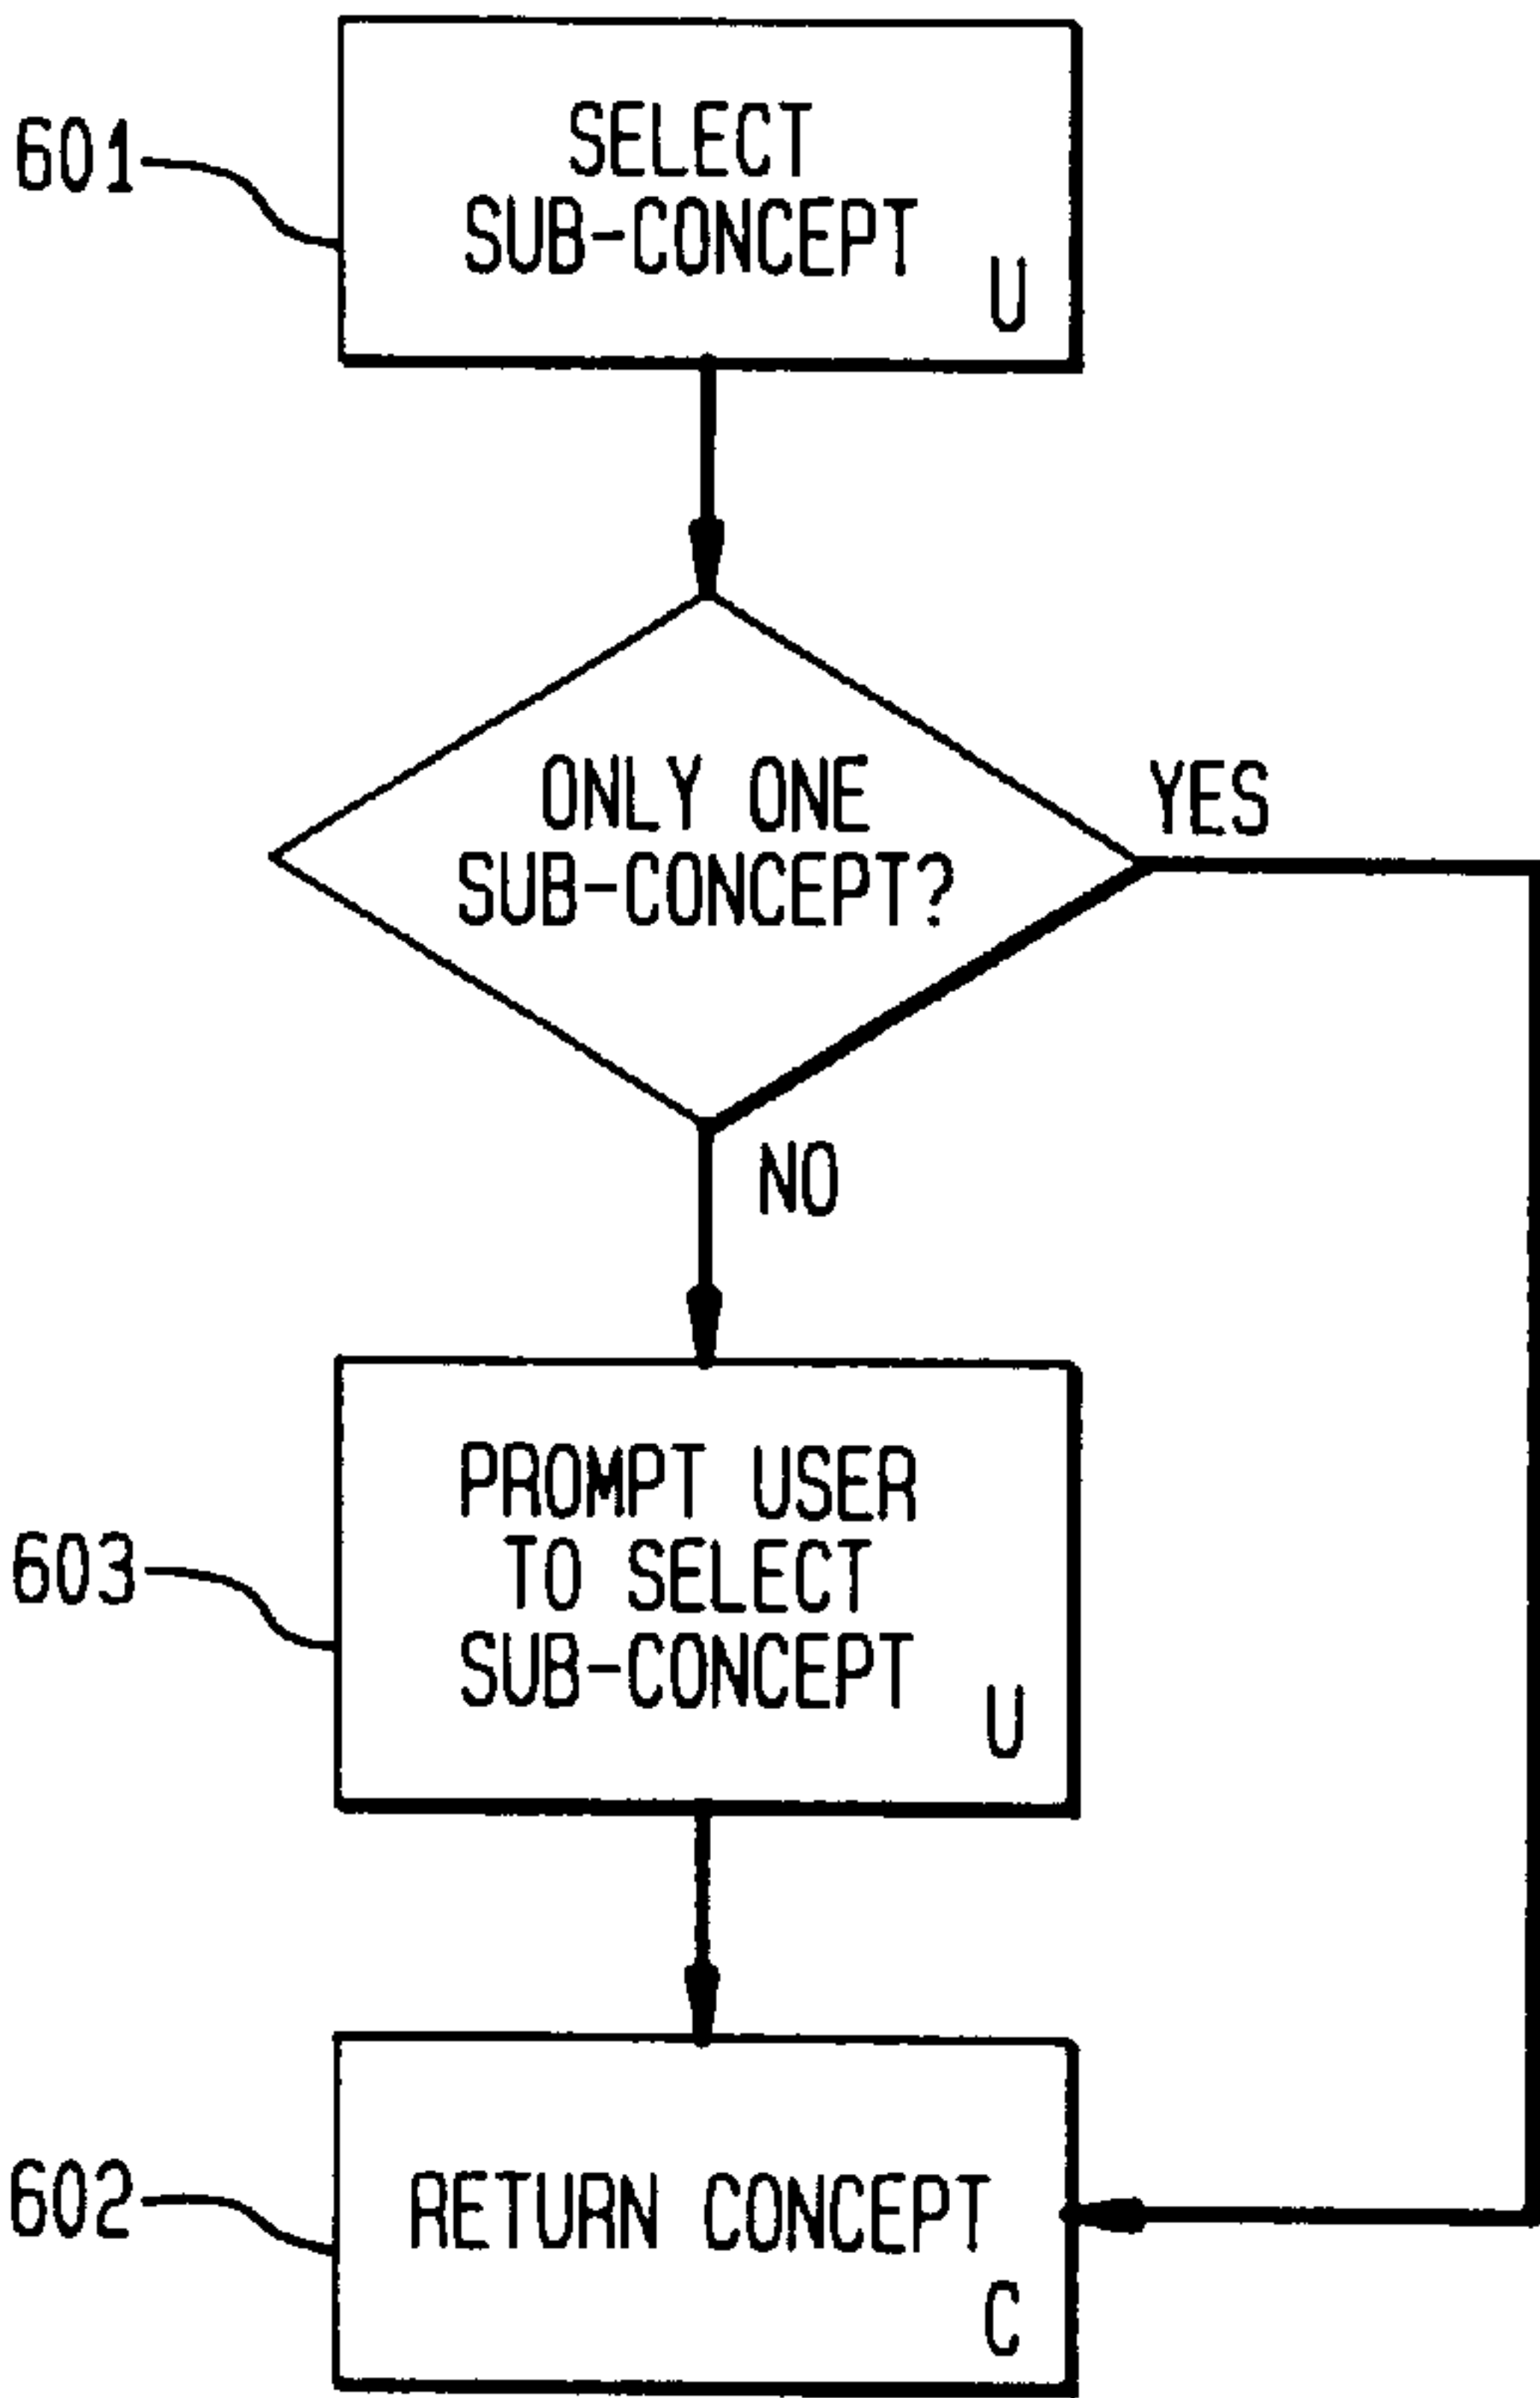 601
SELECT
SUB-CONCEPT
U
ONLY ONE
SUB-CONCEPT?
YES
NO
603
PROMPT USER
TO SELECT
SUB-CONCEPT
U
602
RETURN CONCEPT
C